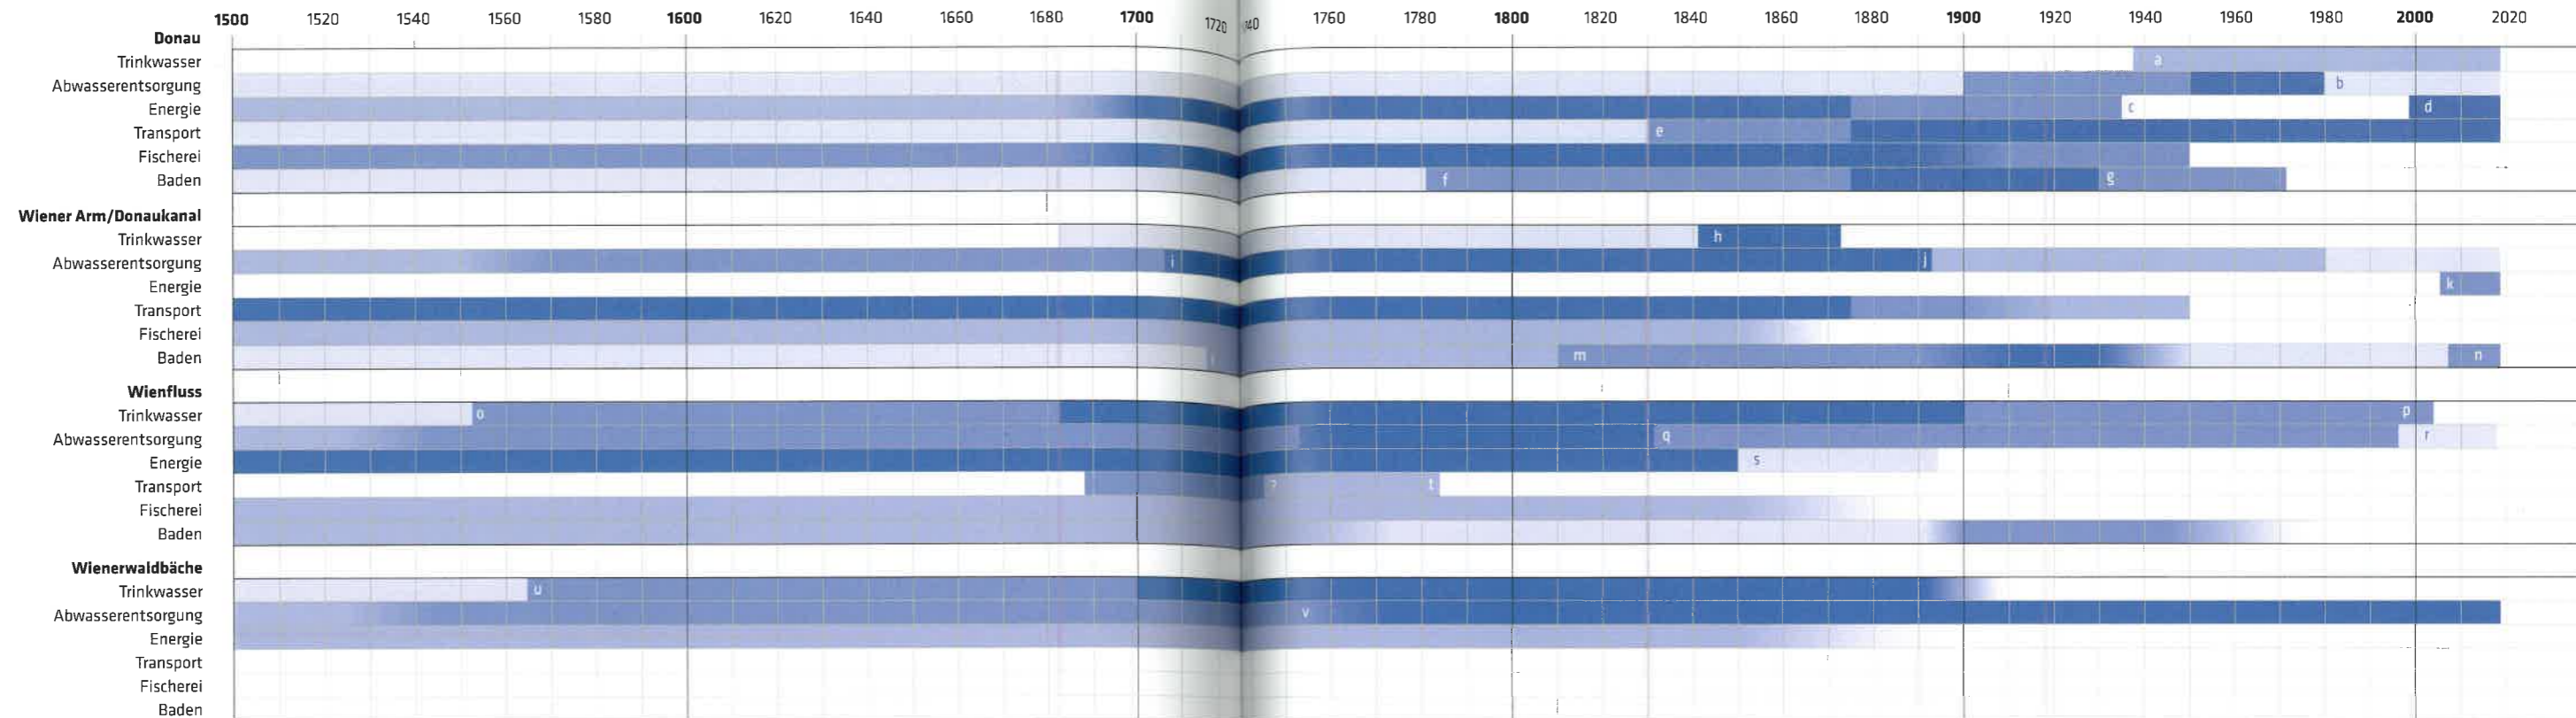 1500 1520 1540 1560 1580 1600 1620 1640 1660 1680 1700 1720 1740 1760 1780 1800 1820 1840 1860 1880 1900 1920 1940 1960 1980 2000 2020
Donau
Trinkwasser a
Abwasserentsorgung b
Energie c d
Transport e
Fischerei
Baden f g
Wiener Arm/Donaukanal
Trinkwasser h
Abwasserentsorgung i j
Energie k
Transport
Fischerei
Baden m n
Wienfluss
Trinkwasser o p
Abwasserentsorgung q r
Energie s
Transport ? t
Fischerei
Baden
Wienerwaldbäche
Trinkwasser u
Abwasserentsorgung v
Energie
Transport
Fischerei
Baden